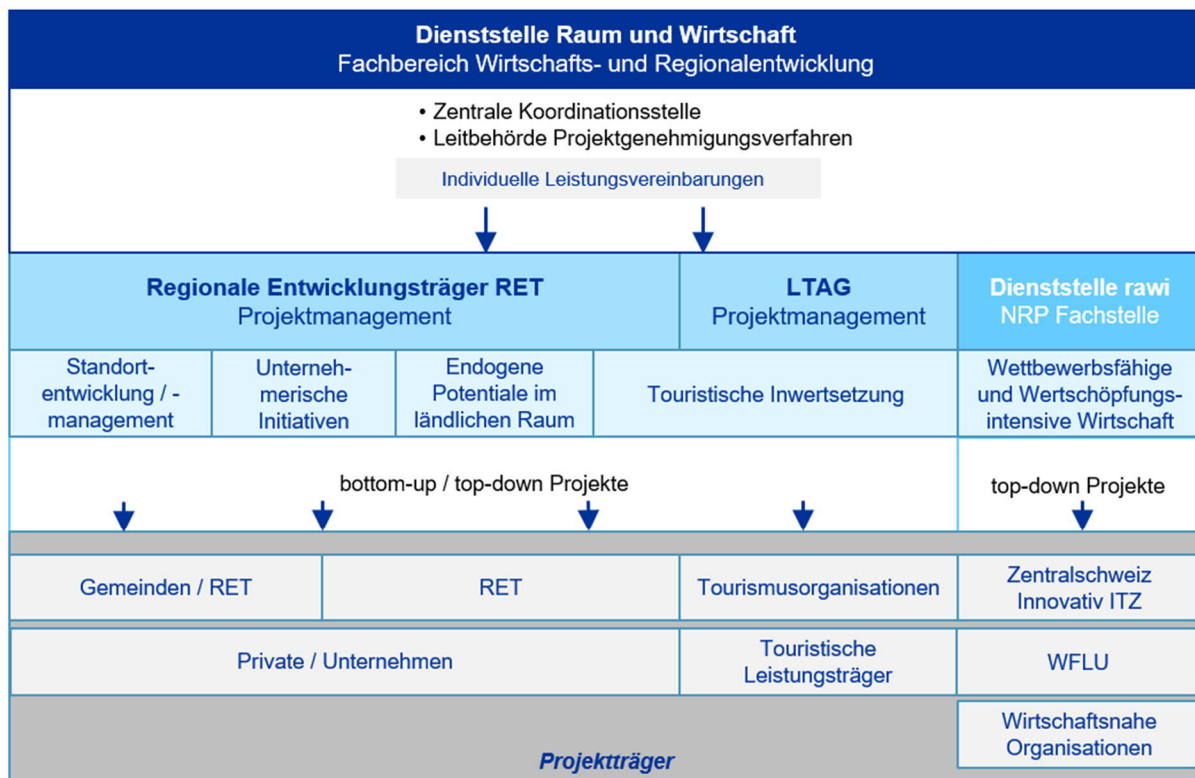 Dienststelle Raum und Wirtschaft
Fachbereich Wirtschafts- und Regionalentwicklung
• Zentrale Koordinationsstelle
• Leitbehörde Projektgenehmigungsverfahren
Individuelle Leistungsvereinbarungen
Regionale Entwicklungsträger RET
Projektmanagement
LTAG
Projektmanagement
Dienststelle rawi
NRP Fachstelle
Standort-
entwicklung / -
management
Unterneh-
merische
Initiativen
Endogene
Potentiale im
ländlichen Raum
Touristische Inwertsetzung
Wettbewerbsfähige
und Wertschöpfungs-
intensive Wirtschaft
bottom-up / top-down Projekte
top-down Projekte
Gemeinden / RET
RET
Tourismusorganisationen
Zentralschweiz
Innovativ ITZ
Private / Unternehmen
Touristische
Leistungsträger
WFLU
Wirtschaftsnahe
Organisationen
Projektträger